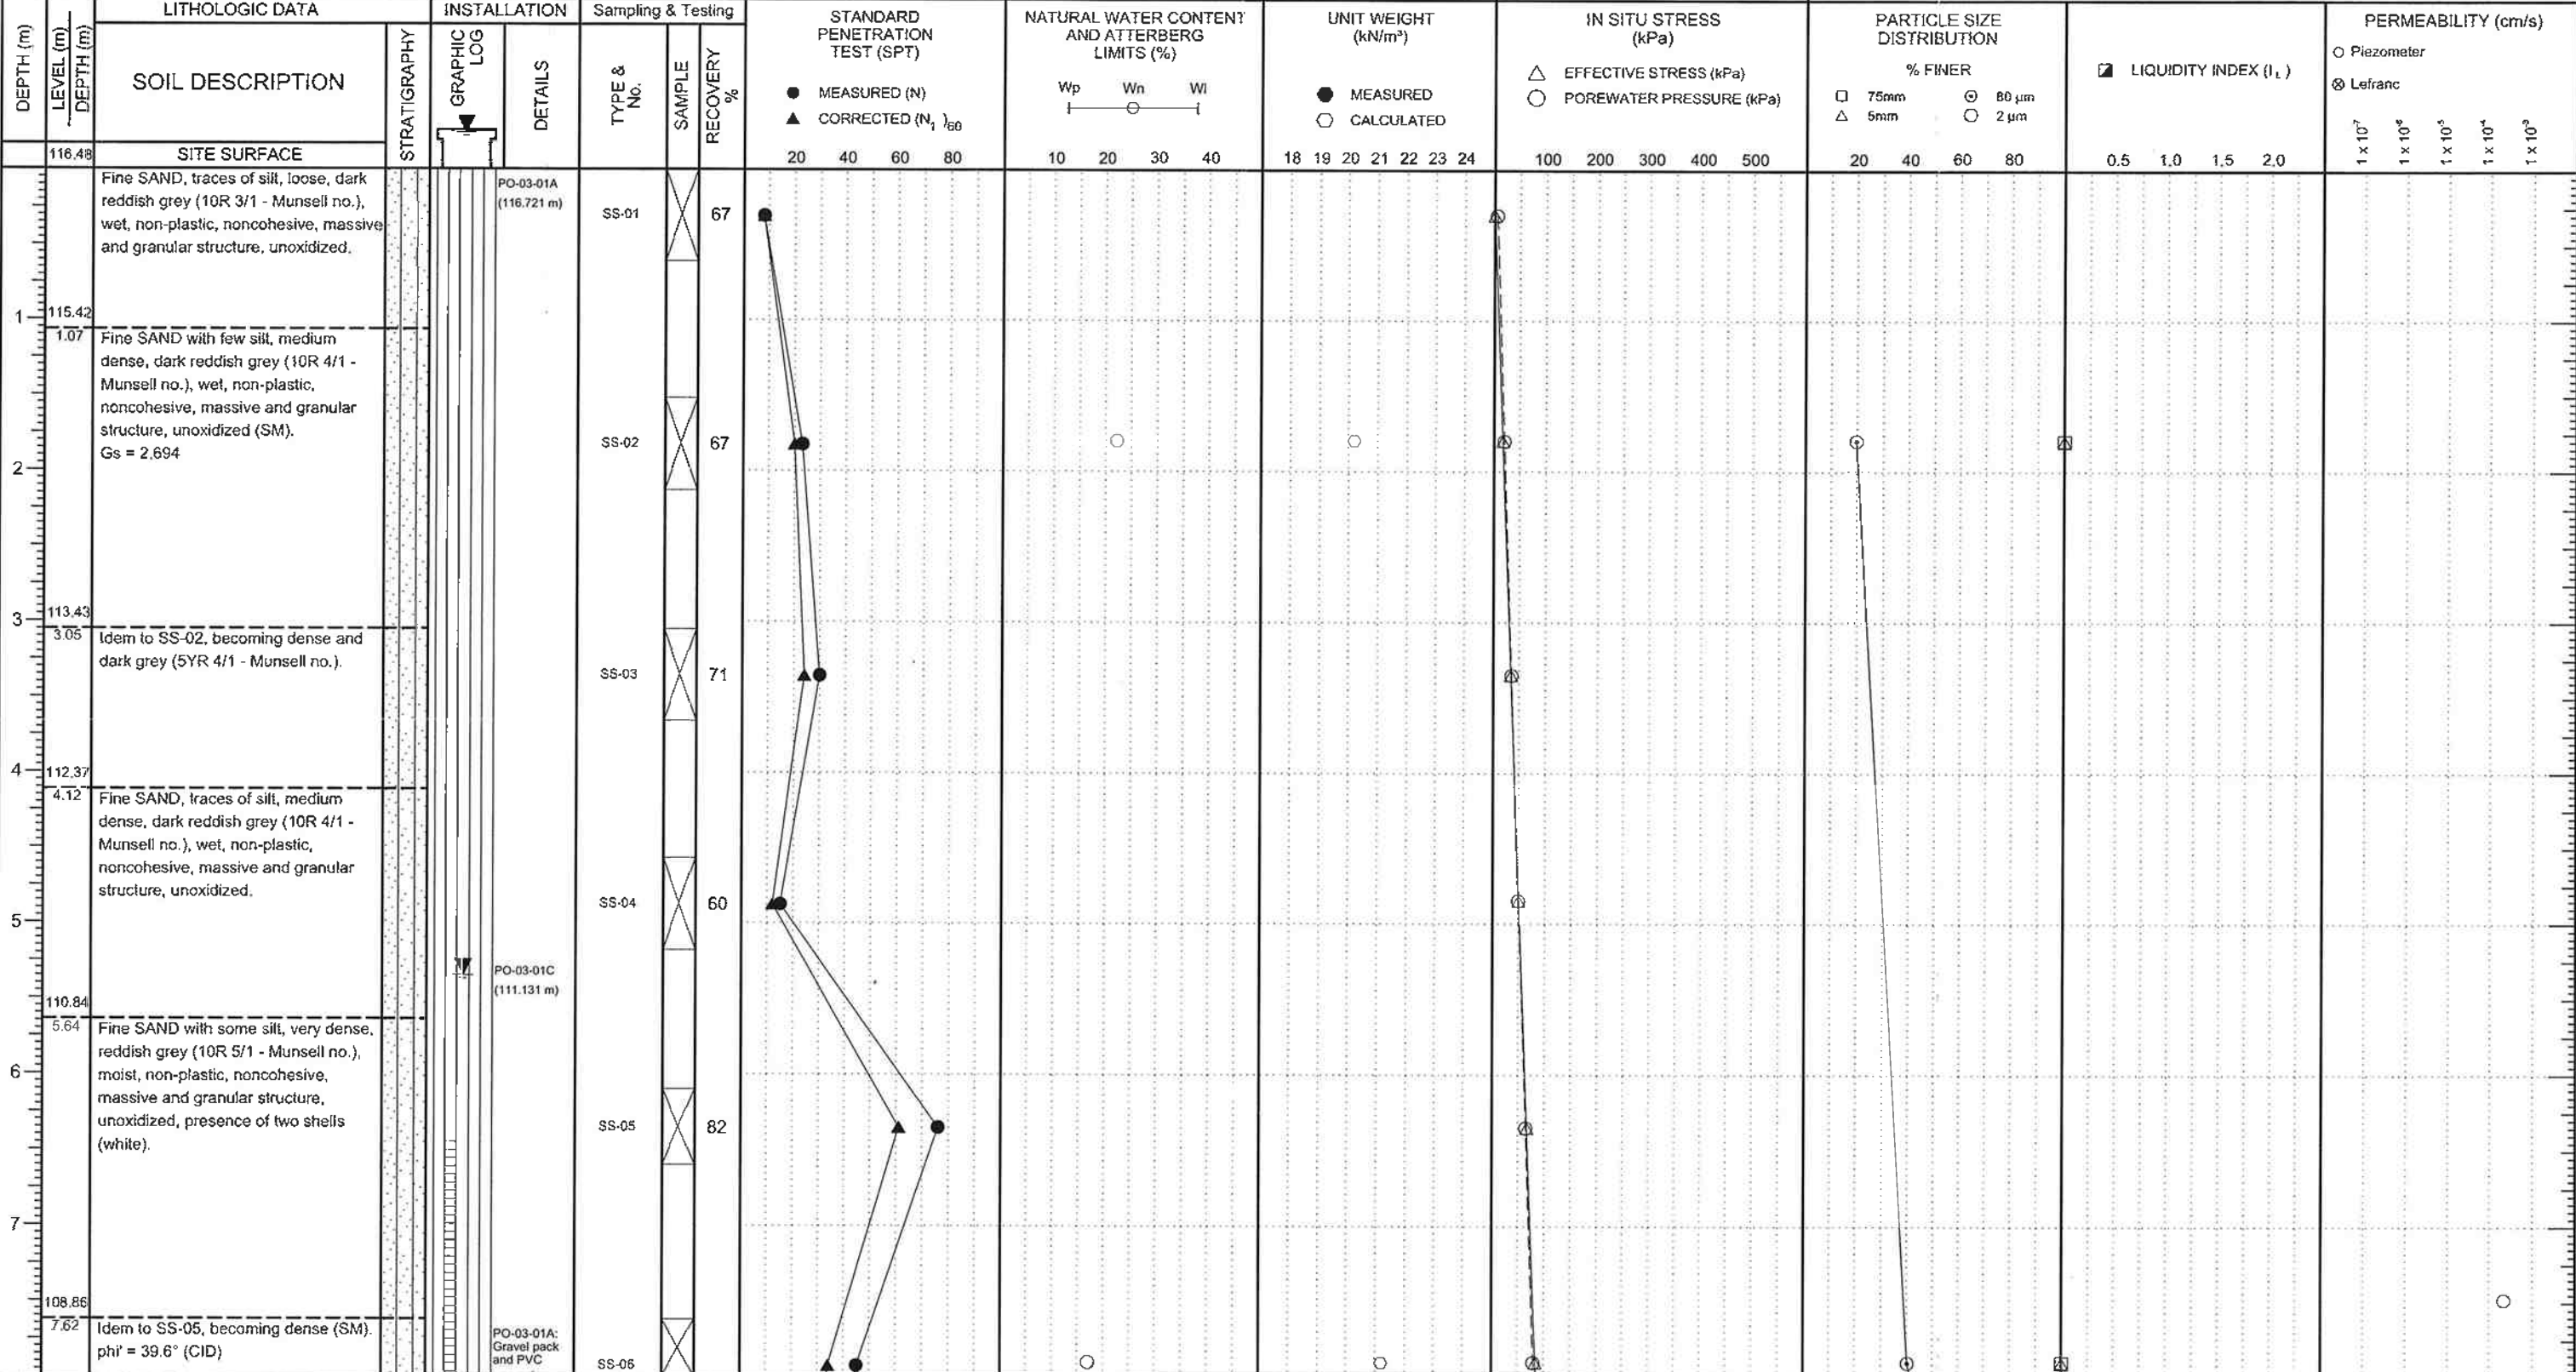 DEPTH (m)
LEVEL (m)
DEPTH (m)
LITHOLOGIC DATA
SOIL DESCRIPTION
STRATIGRAPHY
INSTALLATION
GRAPHIC
LOG
DETAILS
Sampling & Testing
TYPE &
No.
SAMPLE
RECOVERY
%
STANDARD
PENETRATION
TEST (SPT)
MEASURED (N)
CORRECTED (N1)60
20 40 60 80
NATURAL WATER CONTENT
AND ATTERBERG
LIMITS (%)
Wp Wn Wl
10 20 30 40
UNIT WEIGHT
(kN/m³)
MEASURED
CALCULATED
18 19 20 21 22 23 24
IN SITU STRESS
(kPa)
EFFECTIVE STRESS (kPa)
POREWATER PRESSURE (kPa)
100 200 300 400 500
PARTICLE SIZE
DISTRIBUTION
% FINER
75mm 80 µm
5mm 2 µm
20 40 60 80
LIQUIDITY INDEX (IL)
0.5 1.0 1.5 2.0
PERMEABILITY (cm/s)
Piezometer
Lefranc
1 x 10⁻⁷ 1 x 10⁻⁶ 1 x 10⁻⁵ 1 x 10⁻⁴ 1 x 10⁻³
116.48 SITE SURFACE
Fine SAND, traces of silt, loose, dark
reddish grey (10R 3/1 - Munsell no.),
wet, non-plastic, noncohesive, massive
and granular structure, unoxidized.
PO-03-01A
(116.721 m)
SS-01 67
1
115.42
1.07
Fine SAND with few silt, medium
dense, dark reddish grey (10R 4/1 -
Munsell no.), wet, non-plastic,
noncohesive, massive and granular
structure, unoxidized (SM).
Gs = 2.694
SS-02 67
2
3
113.43
3.05
Idem to SS-02, becoming dense and
dark grey (5YR 4/1 - Munsell no.).
SS-03 71
4
112.37
4.12
Fine SAND, traces of silt, medium
dense, dark reddish grey (10R 4/1 -
Munsell no.), wet, non-plastic,
noncohesive, massive and granular
structure, unoxidized.
SS-04 60
5
PO-03-01C
(111.131 m)
110.84
5.64
Fine SAND with some silt, very dense,
reddish grey (10R 5/1 - Munsell no.),
moist, non-plastic, noncohesive,
massive and granular structure,
unoxidized, presence of two shells
(white).
6
SS-05 82
7
108.86
7.62
Idem to SS-05, becoming dense (SM).
phi' = 39.6° (CID)
PO-03-01A:
Gravel pack
and PVC
SS-06